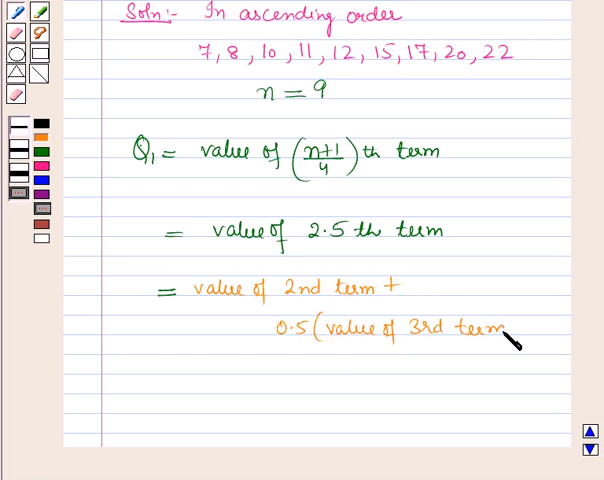 Soln:- In ascending order
7, 8, 10, 11, 12, 15, 17, 20, 22
n = 9
Q₁ = value of (n+1/4) th term
= value of 2.5 th term
= value of 2nd term +
0.5 (value of 3rd term